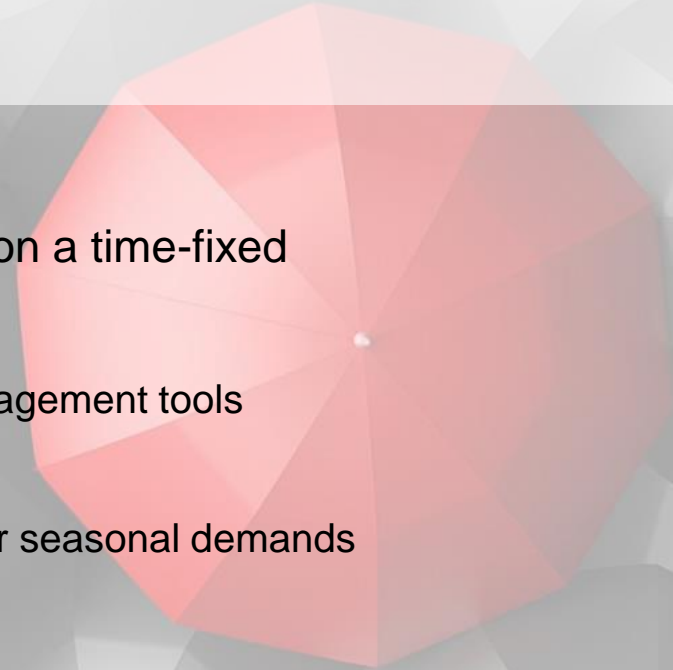 on a time-fixed
agement tools
r seasonal demands